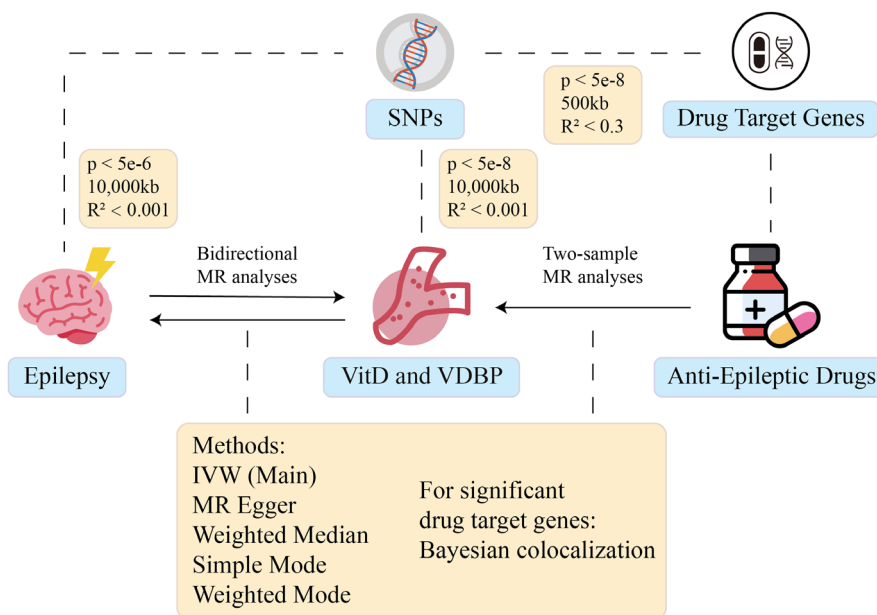 SNPs
p < 5e-8
500kb
R² < 0.3
Drug Target Genes
p < 5e-6
10,000kb
R² < 0.001
p < 5e-8
10,000kb
R² < 0.001
Bidirectional
MR analyses
Two-sample
MR analyses
Epilepsy
VitD and VDBP
Anti-Epileptic Drugs
Methods:
IVW (Main)
MR Egger
Weighted Median
Simple Mode
Weighted Mode
For significant
drug target genes:
Bayesian colocalization